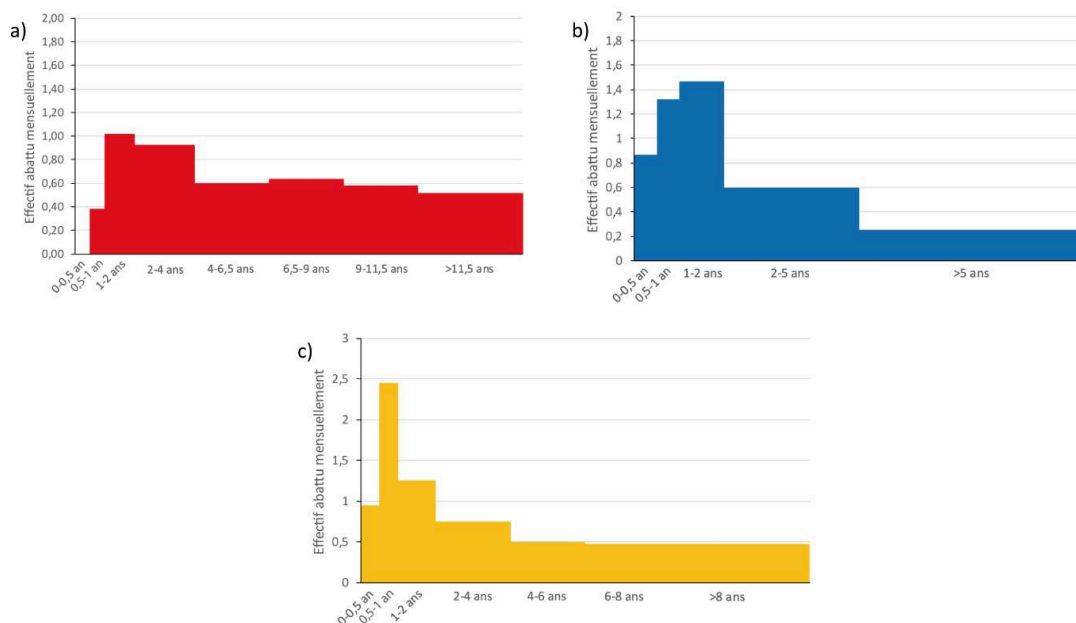 a)
Effectif abattu mensuellement
2,00
1,80
1,60
1,40
1,20
1,00
0,80
0,60
0,40
0,20
0,00
0-0,5 an
0,5-1 an
1-2 ans
2-4 ans
4-6,5 ans
6,5-9 ans
9-11,5 ans
>11,5 ans
b)
Effectif abattu mensuellement
2
1,8
1,6
1,4
1,2
1
0,8
0,6
0,4
0,2
0
0-0,5 an
0,5-1 an
1-2 ans
2-5 ans
>5 ans
c)
Effectif abattu mensuellement
3
2,5
2
1,5
1
0,5
0
0-0,5 an
0,5-1 an
1-2 ans
2-4 ans
4-6 ans
6-8 ans
>8 ans